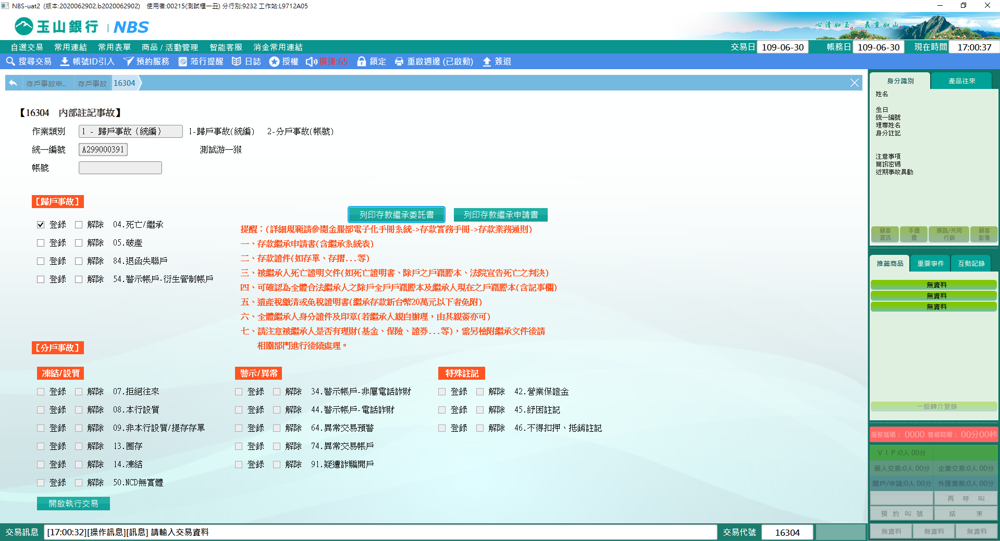 NBS-uat2 (版本:2020062902.b2020062902) 使用者:00215(測試櫃一丑) 分行別:9232 工作站:L9712A05
玉山銀行 | NBS
心清如玉。義重如山。
自選交易 常用連結 常用表單 商品 / 活動管理 智能客服 消金常用連結 交易日 109-06-30 帳務日 109-06-30 現在時間 17:00:37
搜尋交易 帳號ID引入 預約服務 蒞行提醒 日誌 授權 廣播:65 鎖定 重啟週邊 (已啟動) 簽退
存戶事故申.. 存戶事故 16304
【16304 內部註記事故】
作業類別 1 - 歸戶事故（統編） 1-歸戶事故(統編) 2-分戶事故(帳號)
統一編號 A299000391 測試游一猴
帳號
【歸戶事故】
列印存款繼承委託書 列印存款繼承申請書
登錄 解除 04.死亡/繼承
登錄 解除 05.破產
登錄 解除 84.退函失聯戶
登錄 解除 54.警示帳戶-衍生管制帳戶
提醒：(詳細規範請參閱金服部電子化手冊系統->存款實務手冊->存款業務通則)
一、存款繼承申請書(含繼承系統表)
二、存款證件(如存單、存摺...等)
三、被繼承人死亡證明文件(如死亡證明書、除戶之戶籍謄本、法院宣告死亡之判決)
四、可確認為全體合法繼承人之除戶全戶戶籍謄本及繼承人現在之戶籍謄本(含記事欄)
五、遺產稅繳清或免稅證明書(繼承存款新台幣20萬元以下者免附)
六、全體繼承人身分證件及印章(若繼承人親自辦理，由其親簽亦可)
七、請注意被繼承人是否有理財(基金、保險、證券...等)，需另檢附繼承文件後請
相關部門進行後續處理。
【分戶事故】
凍結/設質
登錄 解除 07.拒絕往來
登錄 解除 08.本行設質
登錄 解除 09.非本行設質/提存存單
登錄 解除 13.圈存
登錄 解除 14.凍結
登錄 解除 50.NCD無實體
警示/異常
登錄 解除 34.警示帳戶-非屬電話詐財
登錄 解除 44.警示帳戶-電話詐財
登錄 解除 64.異常交易預警
登錄 解除 74.異常交易帳戶
登錄 解除 91.疑遭詐騙開戶
特殊註記
登錄 解除 42.營業保證金
登錄 解除 45.紓困註記
登錄 解除 46.不得扣押、抵銷註記
開啟執行交易
身分識別 產品往來
姓名
生日
統一編號
理專姓名
身分註記
注意事項
簡訊密碼
近期事故異動
顧客資訊 手續費 通路/共同行銷 顧客影像
推薦商品 重要事件 互動記錄
無資料
無資料
無資料
一般轉介登錄
服務號碼： 0000 等候時間： 00分00秒
ＶＩＰ:0人 00分
個人交易:0人 00分 企業交易:0人 00分
開戶/申請:0人 00分 外匯業務:0人 00分
再 呼 叫
預 約 叫 號 結 束
無資料 無資料 無資料
交易訊息 [17:00:32][操作訊息][訊息] 請輸入交易資料 交易代號 16304